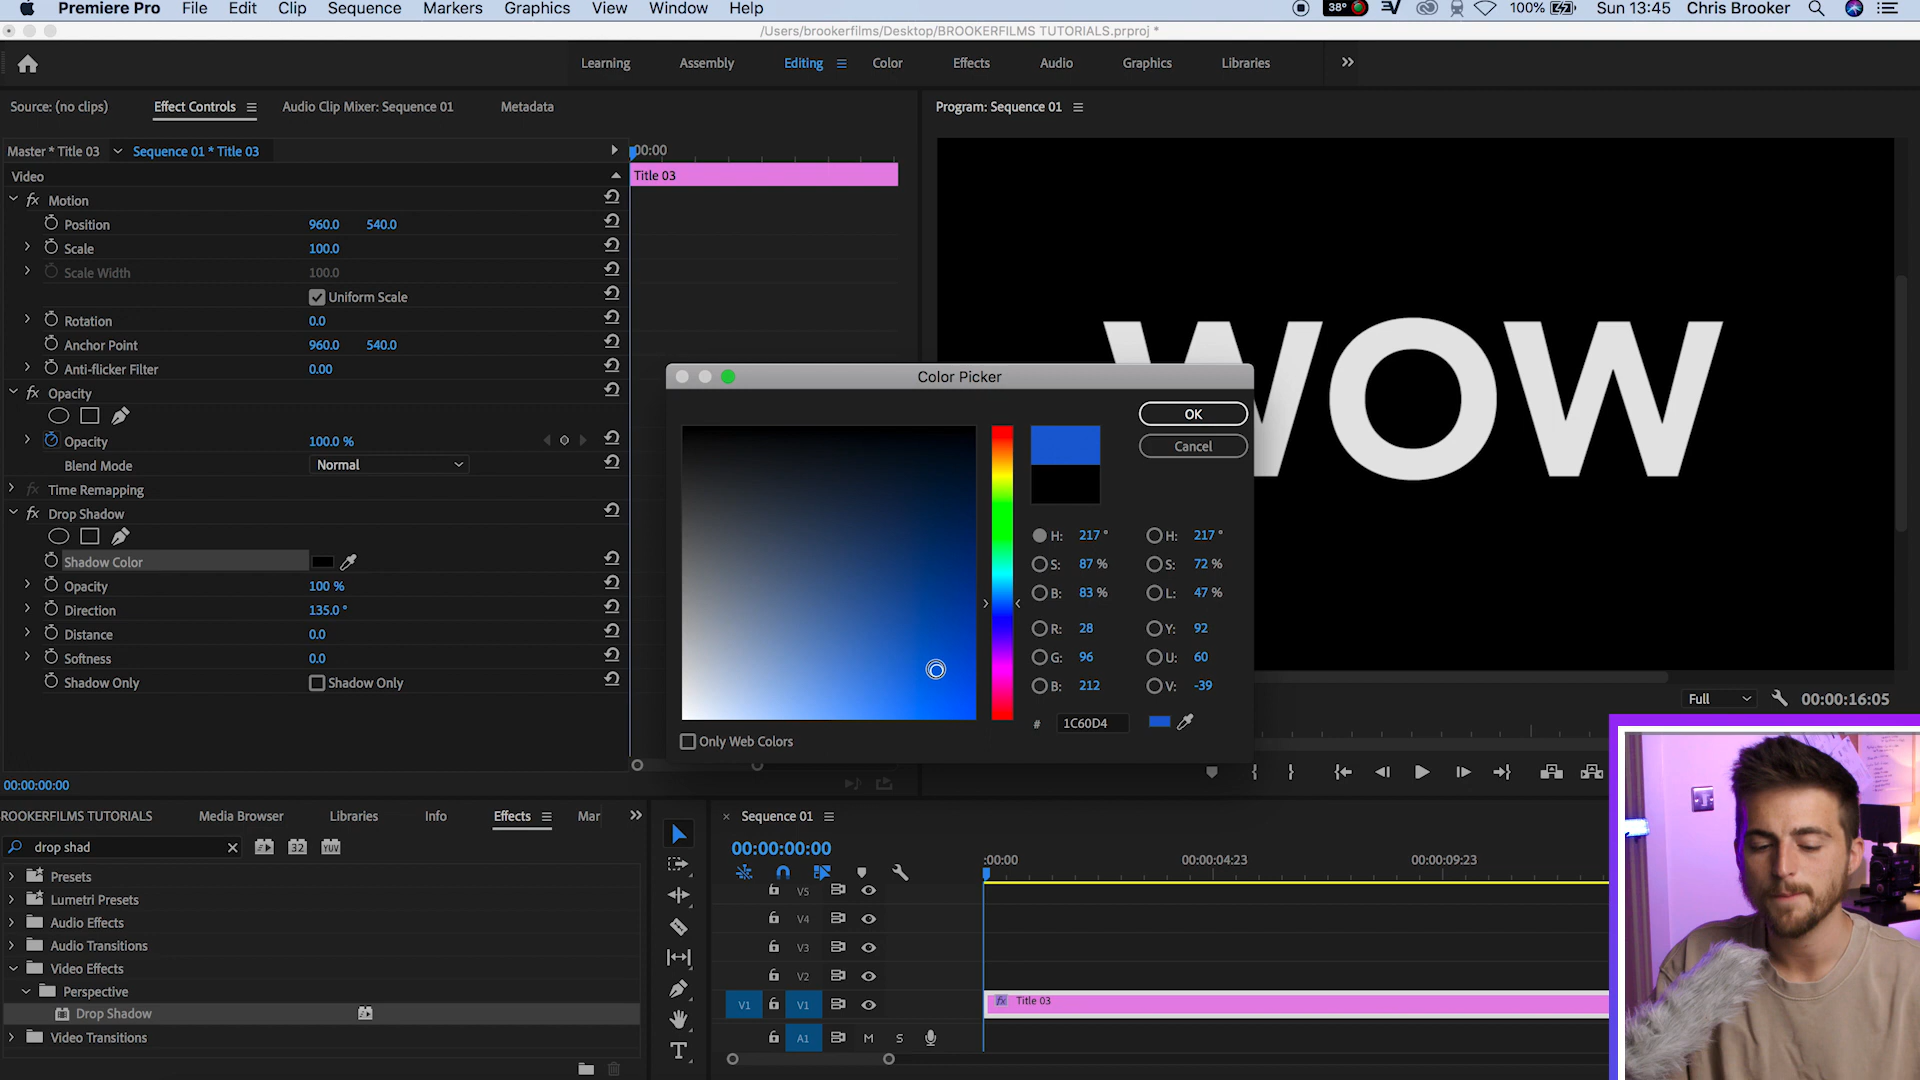 Premiere Pro File Edit Clip Sequence Markers Graphics View Window Help 38° 100% Sun 13:45 Chris Brooker
/Users/brookerfilms/Desktop/BROOKERFILMS TUTORIALS.prproj *
Learning Assembly Editing Color Effects Audio Graphics Libraries
Source: (no clips) Effect Controls Audio Clip Mixer: Sequence 01 Metadata
Program: Sequence 01
Master * Title 03 Sequence 01 * Title 03
:00:00
Title 03
Video
fx Motion
Position 960.0 540.0
Scale 100.0
Scale Width 100.0
Uniform Scale
Rotation 0.0
Anchor Point 960.0 540.0
Anti-flicker Filter 0.00
fx Opacity
Opacity 100.0 %
Blend Mode Normal
fx Time Remapping
fx Drop Shadow
Shadow Color
Opacity 100 %
Direction 135.0 °
Distance 0.0
Softness 0.0
Shadow Only Shadow Only
00:00:00:00
WOW
Color Picker
OK
Cancel
H: 217 ° H: 217 °
S: 87 % S: 72 %
B: 83 % L: 47 %
R: 28 Y: 92
G: 96 U: 60
B: 212 V: -39
# 1C60D4
Only Web Colors
Full 00:00:16:05
ROOKERFILMS TUTORIALS Media Browser Libraries Info Effects Mar
drop shad 32 YUV
Presets
Lumetri Presets
Audio Effects
Audio Transitions
Video Effects
Perspective
Drop Shadow
Video Transitions
× Sequence 01
00:00:00:00
:00:00 00:00:04:23 00:00:09:23
V5
V4
V3
V2
V1 V1 fx Title 03
A1 M S